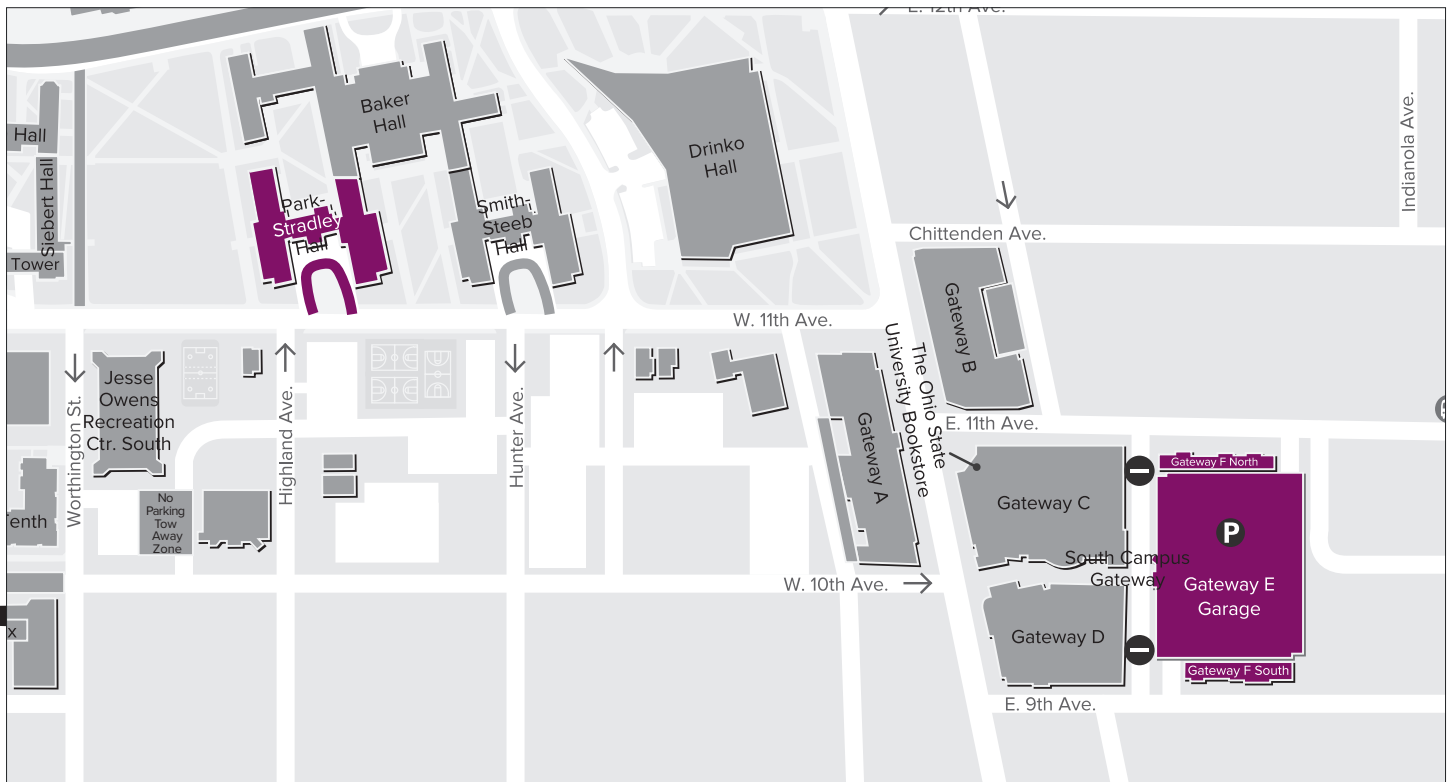 E. 12th Ave.
Indianola Ave.
Baker
Hall
Hall
Drinko
Hall
Siebert Hall
Park-
Stradley
Hall
Smith-
Steeb
Hall
Tower
Chittenden Ave.
Gateway B
W. 11th Ave.
The Ohio State
University Bookstore
Jesse
Owens
Recreation
Ctr. South
Worthington St.
Highland Ave.
Hunter Ave.
Gateway A
E. 11th Ave.
Gateway F North
Gateway C
No
Parking
Tow
Away
Zone
enth
P
South Campus
Gateway
W. 10th Ave.
Gateway E
Garage
x
Gateway D
Gateway F South
E. 9th Ave.